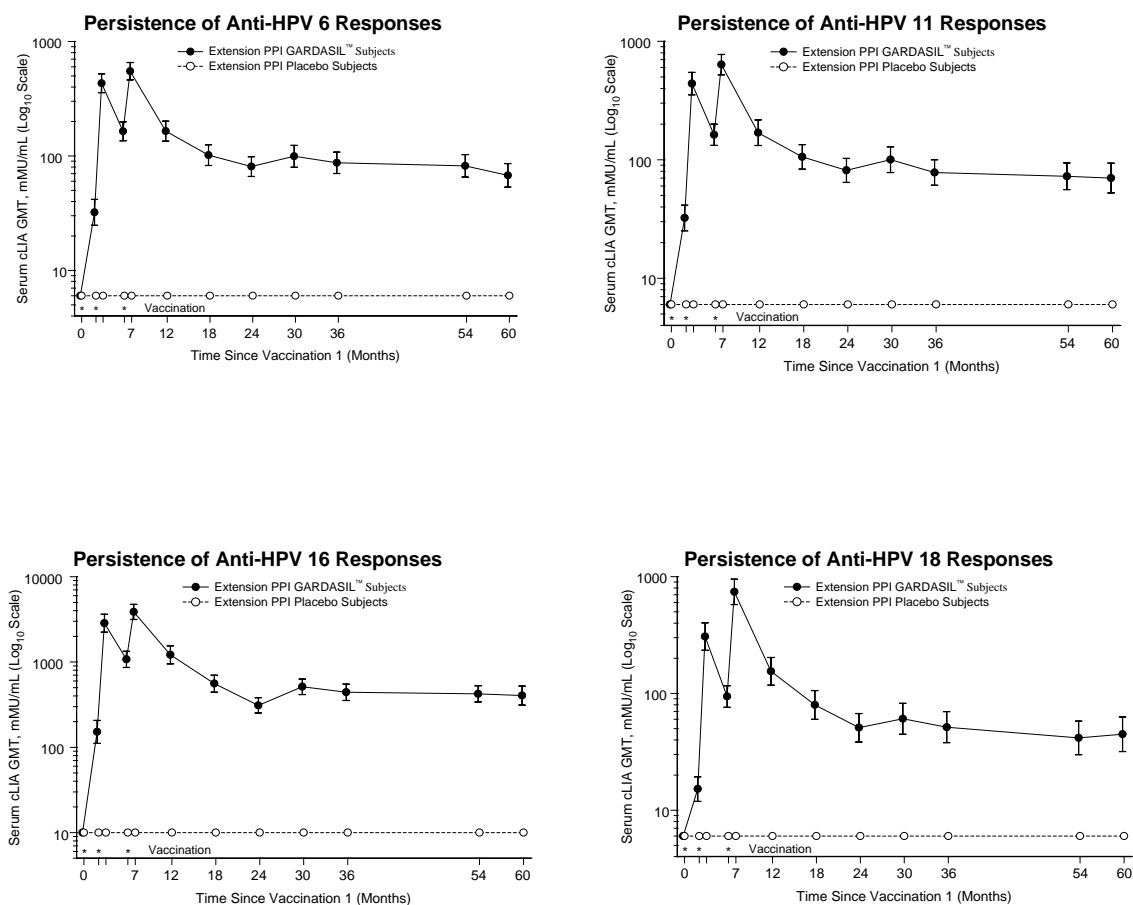 Persistence of Anti-HPV 6 Responses
Extension PPI GARDASIL™ Subjects
Extension PPI Placebo Subjects
Serum cLIA GMT, mMU/mL (Log10 Scale)
1000
100
10
* * * Vaccination
0 7 12 18 24 30 36 54 60
Time Since Vaccination 1 (Months)
Persistence of Anti-HPV 11 Responses
Extension PPI GARDASIL™ Subjects
Extension PPI Placebo Subjects
Serum cLIA GMT, mMU/mL (Log10 Scale)
1000
100
10
* * * Vaccination
0 7 12 18 24 30 36 54 60
Time Since Vaccination 1 (Months)
Persistence of Anti-HPV 16 Responses
Extension PPI GARDASIL™ Subjects
Extension PPI Placebo Subjects
Serum cLIA GMT, mMU/mL (Log10 Scale)
10000
1000
100
10
* * * Vaccination
0 7 12 18 24 30 36 54 60
Time Since Vaccination 1 (Months)
Persistence of Anti-HPV 18 Responses
Extension PPI GARDASIL™ Subjects
Extension PPI Placebo Subjects
Serum cLIA GMT, mMU/mL (Log10 Scale)
1000
100
10
* * * Vaccination
0 7 12 18 24 30 36 54 60
Time Since Vaccination 1 (Months)